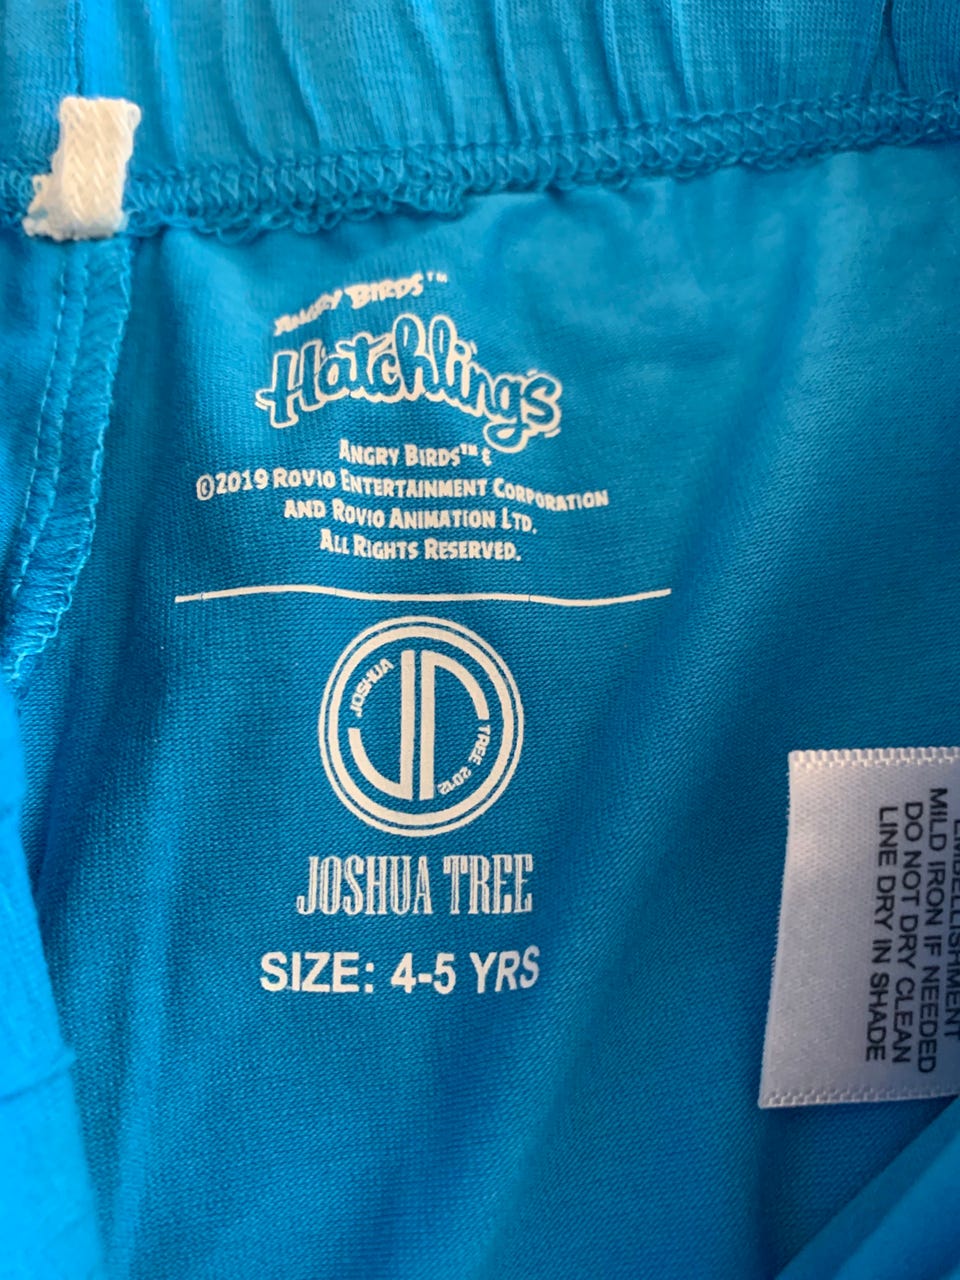 ANGRY BIRDS™
Hatchlings
ANGRY BIRDS™ &
©2019 ROVIO ENTERTAINMENT CORPORATION
AND ROVIO ANIMATION LTD.
ALL RIGHTS RESERVED.
JOSHUA
JT
TREE 2012
JOSHUA TREE
SIZE: 4-5 YRS
EMBELLISHMENT
MILD IRON IF NEEDED
DO NOT DRY CLEAN
LINE DRY IN SHADE